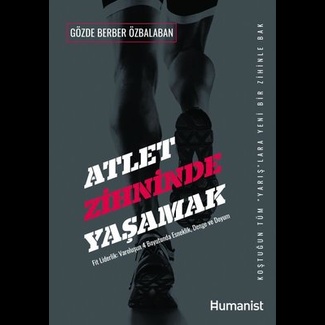 GÖZDE BERBER ÖZBALABAN
ATLET
ZİHNİNDE
YAŞAMAK
Fit Liderlik: Varoluşun 4 Boyutunda Esneklik, Denge ve Doyum
KOŞTUĞUN TÜM "YARIŞ"LARA YENİ BİR ZİHİNLE BAK
Humanist